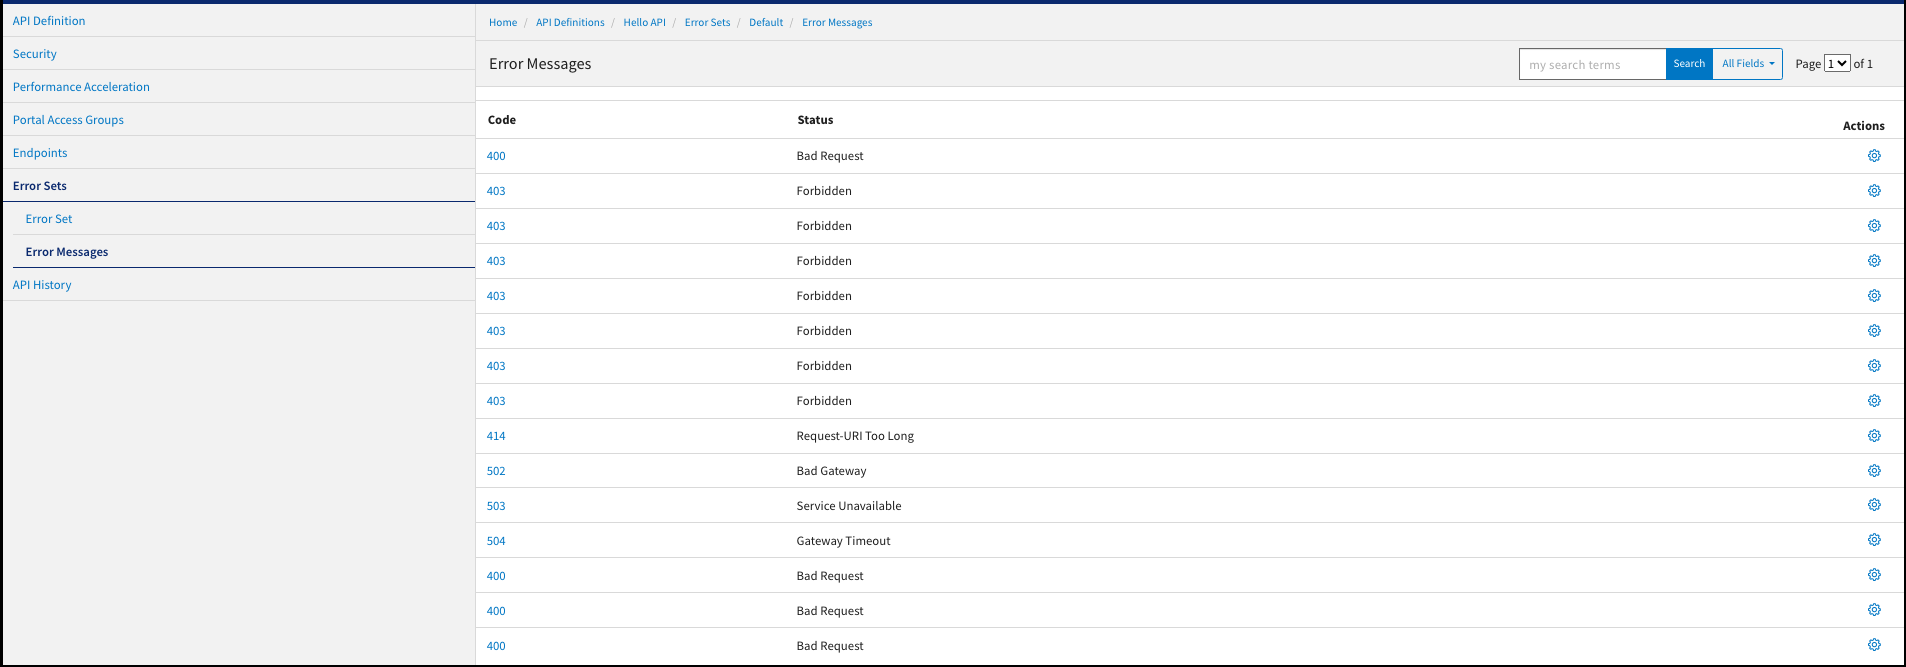 API Definition
Security
Performance Acceleration
Portal Access Groups
Endpoints
Error Sets
Error Set
Error Messages
API History
Home / API Definitions / Hello API / Error Sets / Default / Error Messages
Error Messages
my search terms Search All Fields Page 1 of 1
Code Status Actions
400 Bad Request
403 Forbidden
403 Forbidden
403 Forbidden
403 Forbidden
403 Forbidden
403 Forbidden
403 Forbidden
414 Request-URI Too Long
502 Bad Gateway
503 Service Unavailable
504 Gateway Timeout
400 Bad Request
400 Bad Request
400 Bad Request